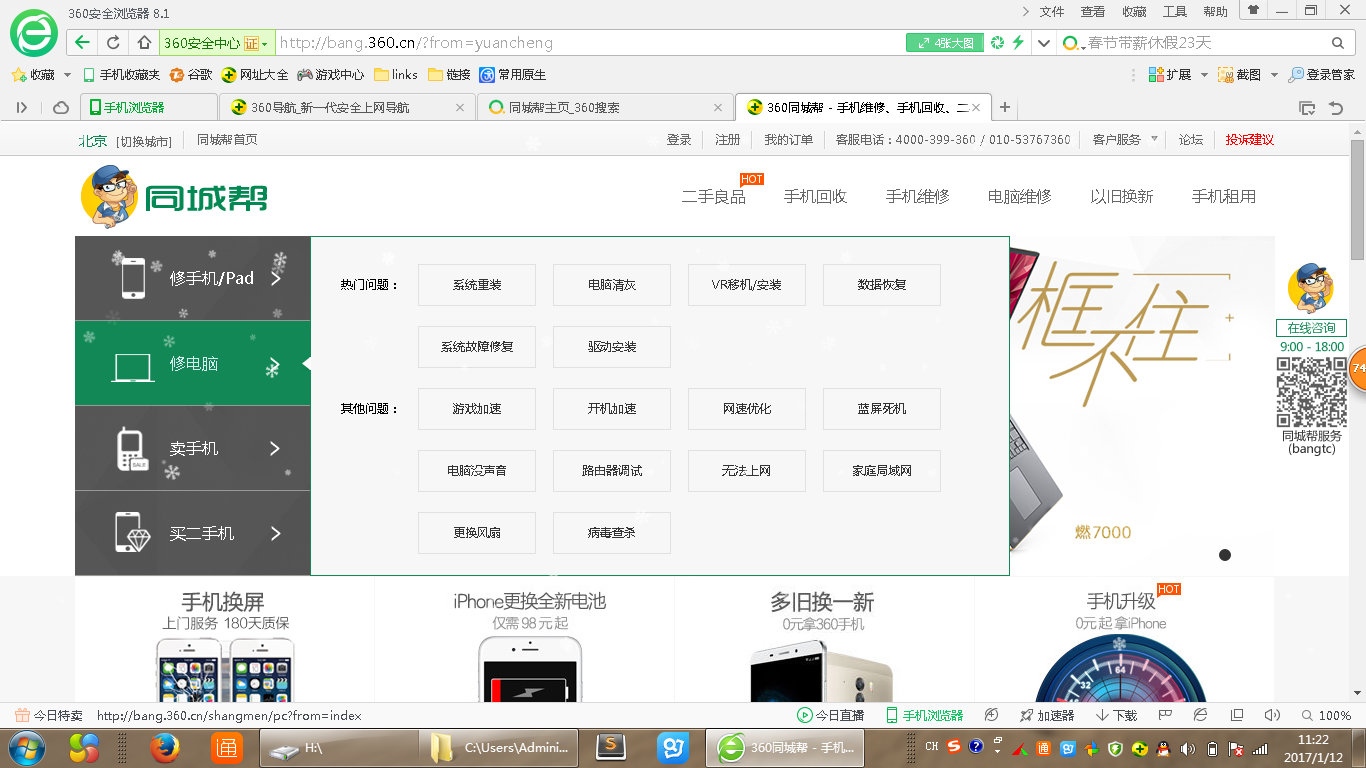 360安全浏览器 8.1
文件 查看 收藏 工具 帮助
360安全中心 证 http://bang.360.cn/?from=yuancheng 4张大图 春节带薪休假23天
收藏 手机收藏夹 谷歌 网址大全 游戏中心 links 链接 常用原生 扩展 截图 登录管家
手机浏览器 360导航_新一代安全上网导航 同城帮主页_360搜索 360同城帮 - 手机维修、手机回收、二
北京 [切换城市] 同城帮首页 登录 注册 我的订单 客服电话：4000-399-360 / 010-53767360 客户服务 论坛 投诉建议
同城帮
HOT
二手良品 手机回收 手机维修 电脑维修 以旧换新 手机租用
修手机/Pad
修电脑
卖手机
SALE
买二手机
热门问题： 系统重装 电脑清灰 VR移机/安装 数据恢复
系统故障修复 驱动安装
其他问题： 游戏加速 开机加速 网速优化 蓝屏死机
电脑没声音 路由器调试 无法上网 家庭局域网
更换风扇 病毒查杀
框不住
燃7000
在线咨询
9:00 - 18:00
74
同城帮服务
(bangtc)
手机换屏
上门服务 180天质保
iPhone更换全新电池
仅需98元起
多旧换一新
0元拿360手机
HOT
手机升级
0元起拿iPhone
64
32
96
今日特卖 http://bang.360.cn/shangmen/pc?from=index 今日直播 手机浏览器 加速器 下载 100%
通 H:\ C:\Users\Admini... S 360同城帮 - 手机... CH 11:22
2017/1/12